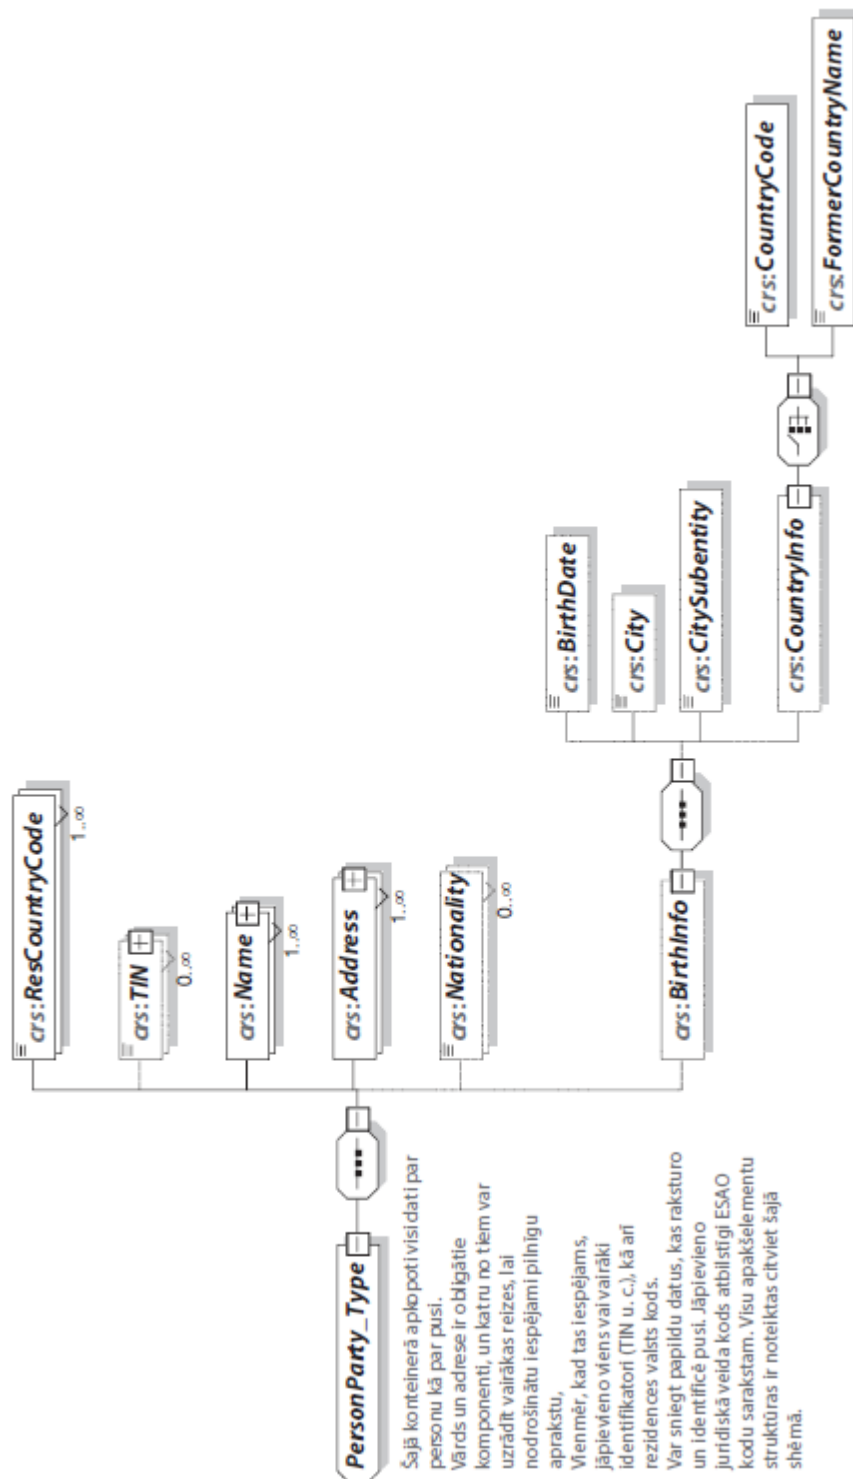 PersonParty_Type
Šajā konteinerā apkopoti visi dati par
personu kā par pusi.
Vārds un adrese ir obligātie
komponenti, un katru no tiem var
uzrādīt vairākas reizes, lai
nodrošinātu iespējami pilnīgu
aprakstu,
Vienmēr, kad tas iespējams,
jāpievieno viens vai vairāki
identifikatori (TIN u. c.), kā arī
rezidences valsts kods.
Var sniegt papildu datus, kas raksturo
un identificē pusi. Jāpievieno
juridiskā veida kods atbilstīgi ESAO
kodu sarakstam. Visu apakšelementu
struktūras ir noteiktas citviet šajā
shēmā.
crs:ResCountryCode
1..∞
crs:TIN
0..∞
crs:Name
1..∞
crs:Address
1..∞
crs:Nationality
0..∞
crs:BirthInfo
crs:BirthDate
crs:City
crs:CitySubentity
crs:CountryInfo
crs:CountryCode
crs:FormerCountryName